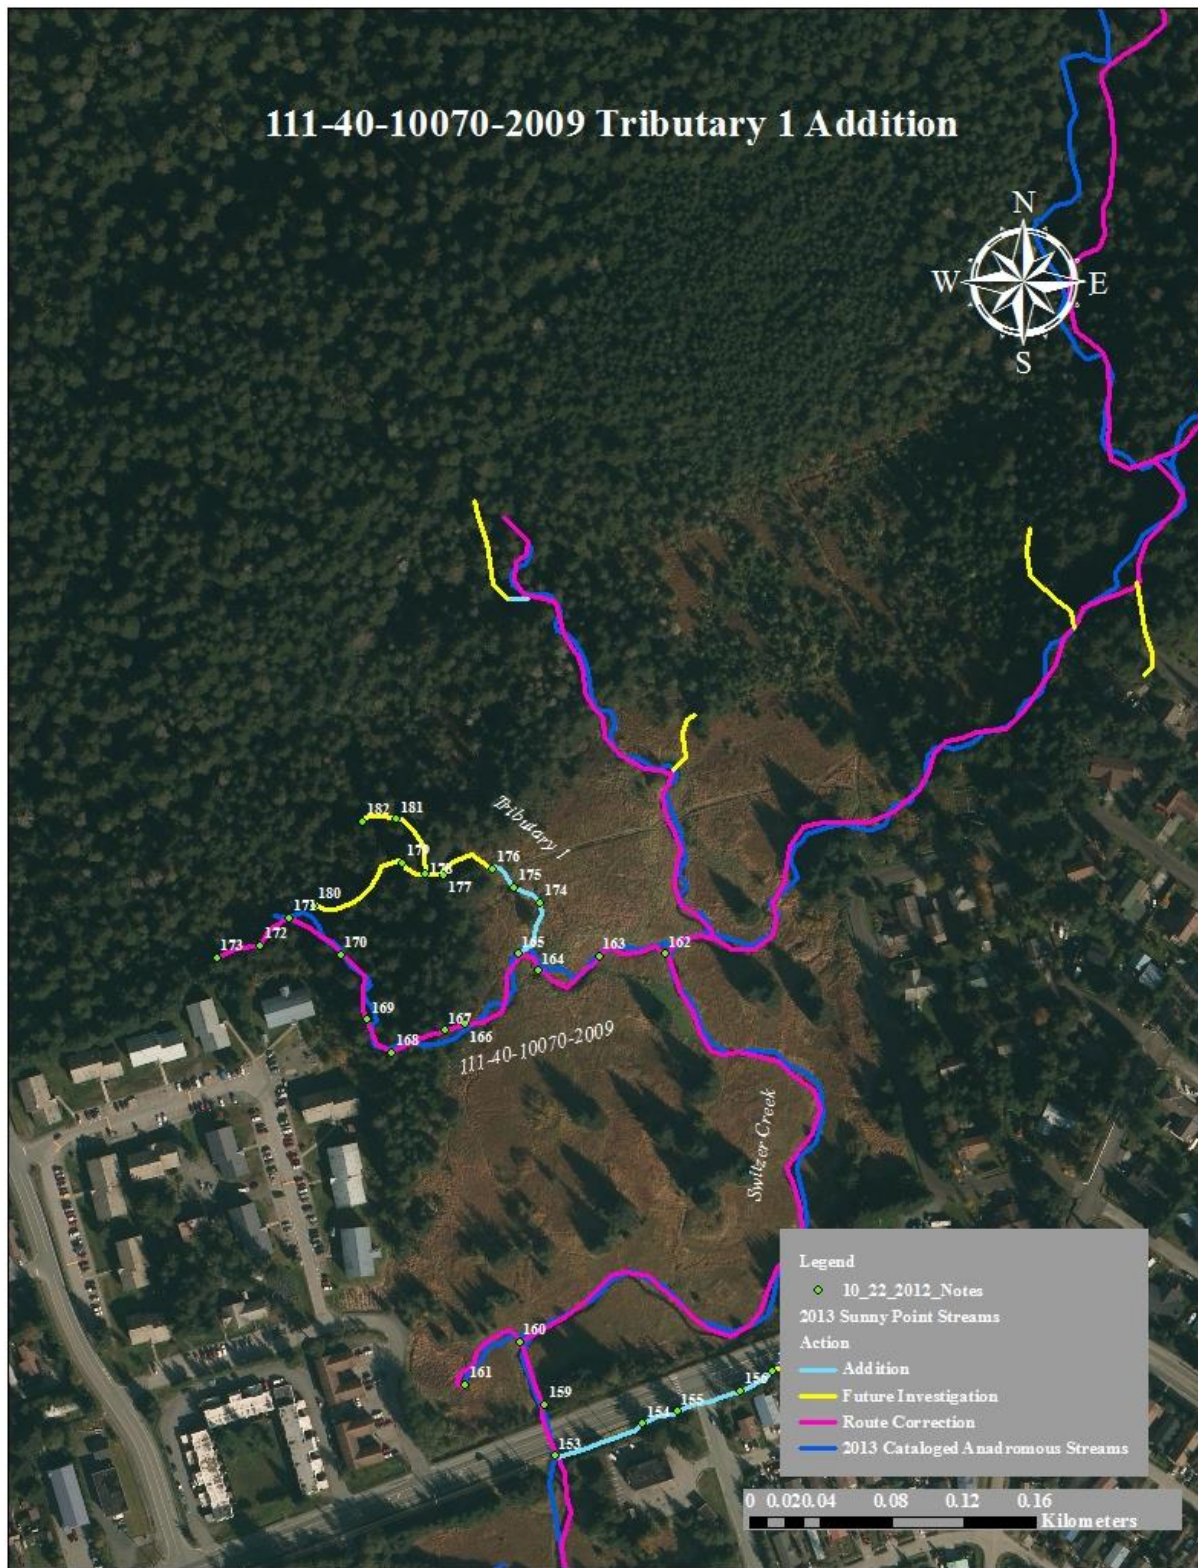 111-40-10070-2009 Tributary 1 Addition
N
W
E
S
182
181
179
178
176
Tributary 1
175
177
174
180
171
173
172
170
165
164
163
162
169
167
166
168
111-40-10070-2009
Switzer Creek
160
161
159
156
155
154
153
Legend
10_22_2012_Notes
2013 Sunny Point Streams
Action
Addition
Future Investigation
Route Correction
2013 Cataloged Anadromous Streams
0 0.02 0.04 0.08 0.12 0.16
Kilometers